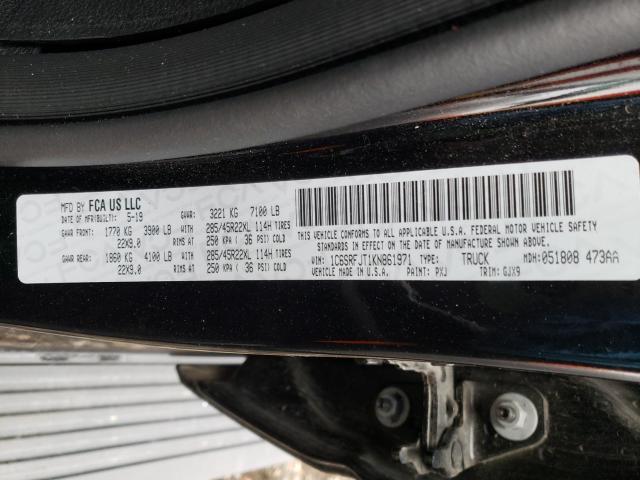 MFD BY FCA US LLC
DATE OF MFR(BUILT): 5-19 GVWR: 3221 KG 7100 LB
GAWR FRONT: 1770 KG 3900 LB WITH 285/45R22XL 114H TIRES
22X9.0 RIMS AT 250 KPA ( 36 PSI) COLD
GAWR REAR: 1860 KG 4100 LB WITH 285/45R22XL 114H TIRES
22X9.0 RIMS AT 250 KPA ( 36 PSI) COLD
THIS VEHICLE CONFORMS TO ALL APPLICABLE U.S.A. FEDERAL MOTOR VEHICLE SAFETY
STANDARDS IN EFFECT ON THE DATE OF MANUFACTURE SHOWN ABOVE.
VIN: 1C6SRFJT1KN861971 TYPE: TRUCK MDH: 051808 473AA
VEHICLE MADE IN U.S.A. PAINT: PXJ TRIM: GJX9